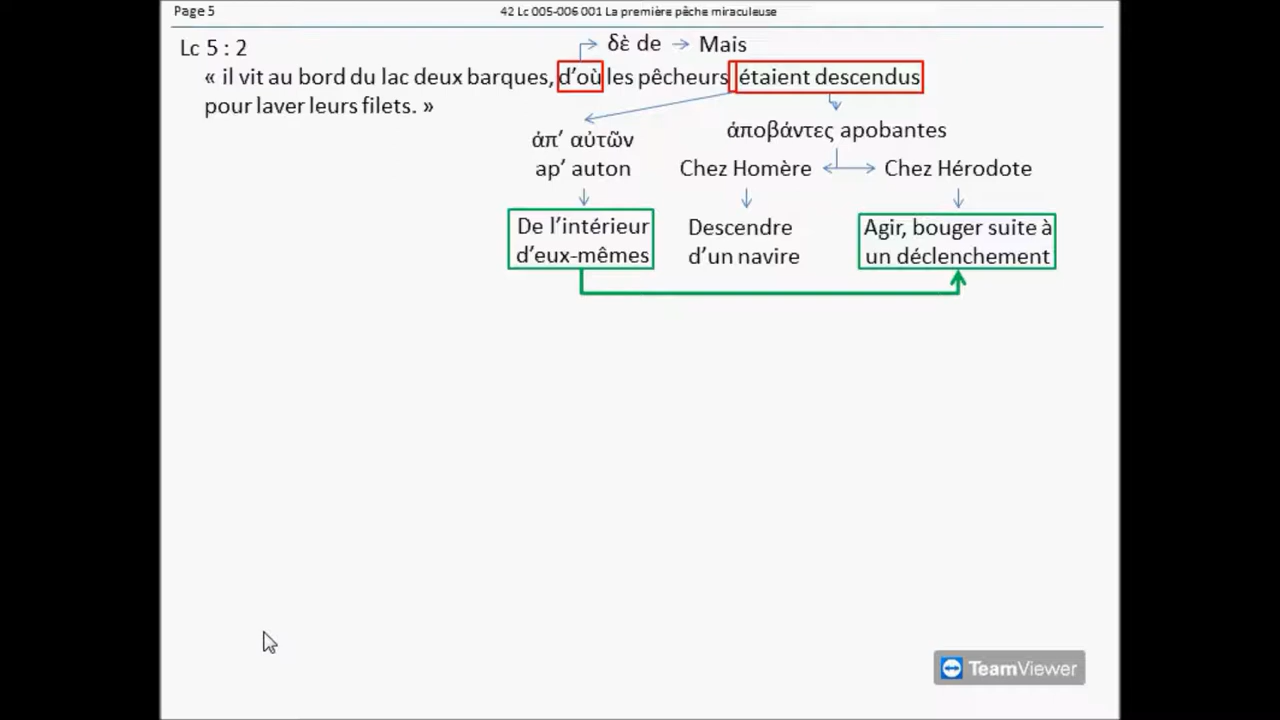 Page 5
42 Lc 005-006 001 La première pêche miraculeuse
Lc 5 : 2
δὲ de → Mais
« il vit au bord du lac deux barques, d’où les pêcheurs étaient descendus
pour laver leurs filets. »
ἀπ’ αὐτῶν
ap’ auton
ἀποβάντες apobantes
Chez Homère
Chez Hérodote
De l’intérieur
d’eux-mêmes
Descendre
d’un navire
Agir, bouger suite à
un déclenchement
TeamViewer